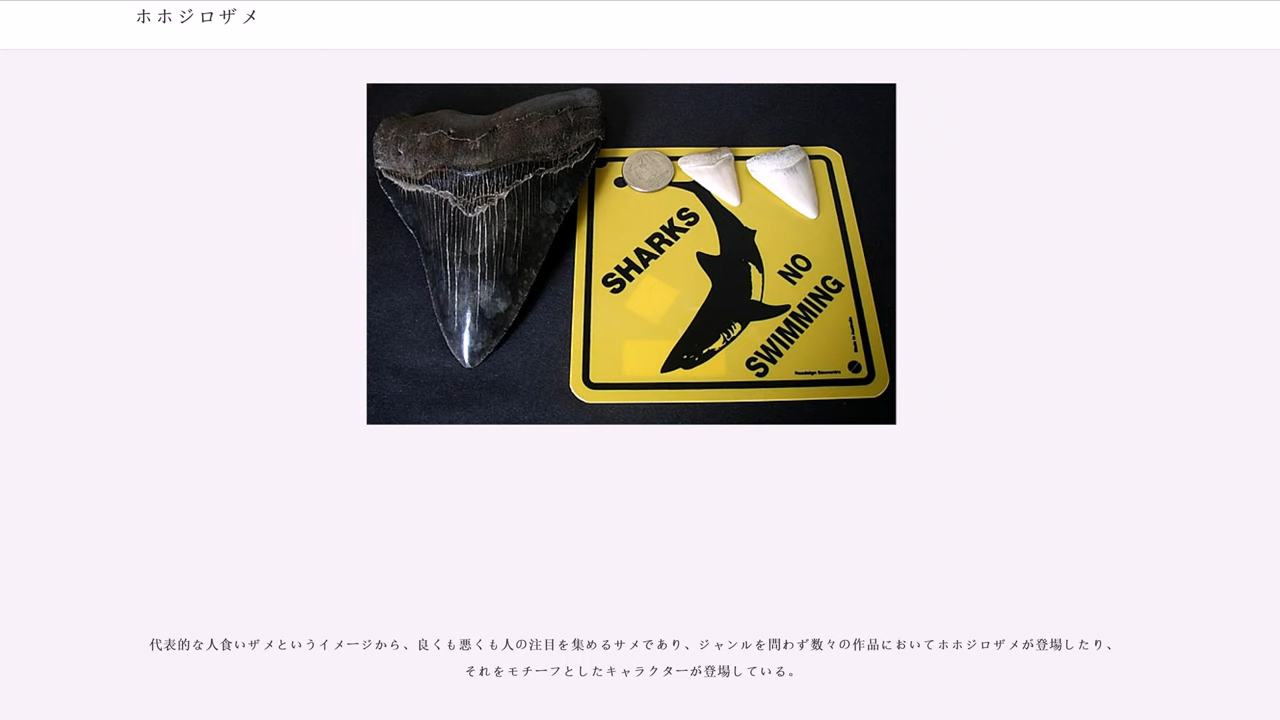 ホホジロザメ
SHARKS
NO
SWIMMING
Made in Australia
Roadsign Souvenirs
代表的な人食いザメというイメージから、良くも悪くも人の注目を集めるサメであり、ジャンルを問わず数々の作品においてホホジロザメが登場したり、
それをモチーフとしたキャラクターが登場している。